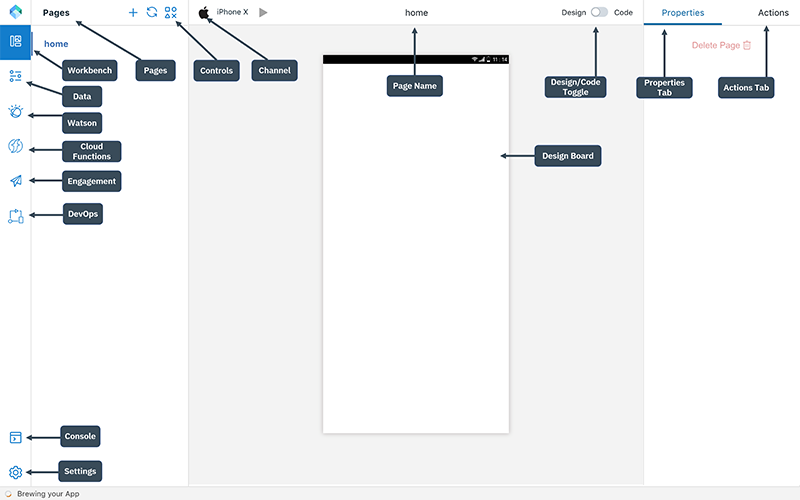 Pages
iPhone X
home
Design
Code
Properties
Actions
home
Delete Page
11:14
Workbench
Pages
Controls
Channel
Page Name
Design/Code
Toggle
Properties
Tab
Actions Tab
Data
Watson
Cloud
Functions
Design Board
Engagement
DevOps
Console
Settings
Brewing your App